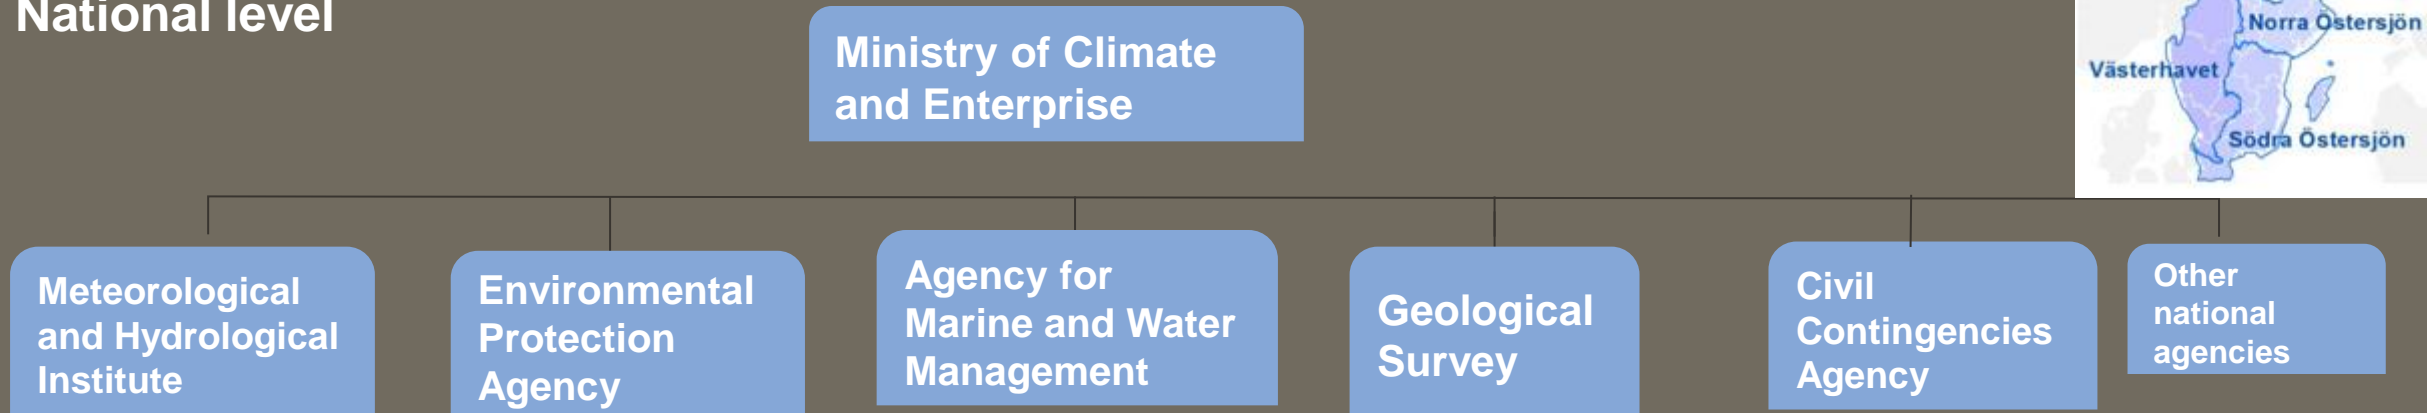 National level
Ministry of Climate
and Enterprise
Norra Östersjön
Västerhavet
Södra Östersjön
Meteorological
and Hydrological
Institute
Environmental
Protection
Agency
Agency for
Marine and Water
Management
Geological
Survey
Civil
Contingencies
Agency
Other
national
agencies